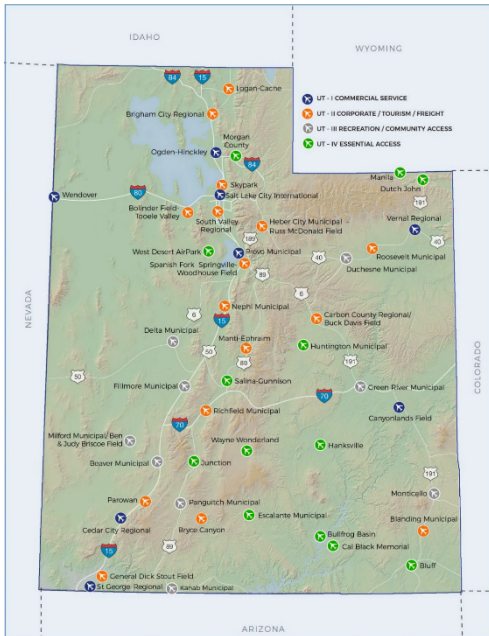 IDAHO
WYOMING
84
15
Logan-Cache
UT - I COMMERCIAL SERVICE
UT - II CORPORATE / TOURISM / FREIGHT
UT - III RECREATION / COMMUNITY ACCESS
UT - IV ESSENTIAL ACCESS
Brigham City Regional
Morgan
County
Ogden-Hinckley
84
Manila
Dutch John
Skypark
Salt Lake City International
Wendover
80
191
Bolinder Field-
Tooele Valley
South Valley
Regional
Heber City Municipal -
Russ McDonald Field
Vernal Regional
189
40
West Desert AirPark
Provo Municipal
Spanish Fork Springville-
Woodhouse Field
40
Roosevelt Municipal
Duchesne Municipal
89
6
NEVADA
Nephi Municipal
6
15
Carbon County Regional/
Buck Davis Field
Delta Municipal
Manti-Ephraim
50
Huntington Municipal
89
191
COLORADO
50
Salina-Gunnison
Fillmore Municipal
70
Green River Municipal
Richfield Municipal
Canyonlands Field
70
Milford Municipal/Ben
& Judy Briscoe Field
Wayne Wonderland
Hanksville
Beaver Municipal
Junction
191
Monticello
Parowan
Panguitch Municipal
Escalante Municipal
Cedar City Regional
Bryce Canyon
Blanding Municipal
Bullfrog Basin
Cal Black Memorial
15
89
Bluff
General Dick Stout Field
St George Regional
Kanab Municipal
ARIZONA